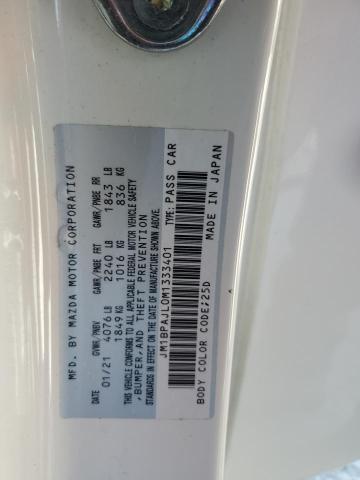 MFD. BY MAZDA MOTOR CORPORATION
GVWR/PNBV GAWR/PNBE FRT GAWR/PNBE RR
01/21 4076 LB 2240 LB 1843 LB
1849 KG 1016 KG 836 KG
THIS VEHICLE CONFORMS TO ALL APPLICABLE FEDERAL MOTOR VEHICLE SAFETY
, BUMPER, AND THEFT PREVENTION
STANDARDS IN EFFECT ON THE DATE OF MANUFACTURE SHOWN ABOVE.
JM1BPAJL0M1333401 TYPE: PASS CAR
MADE IN JAPAN
BODY COLOR CODE:25D